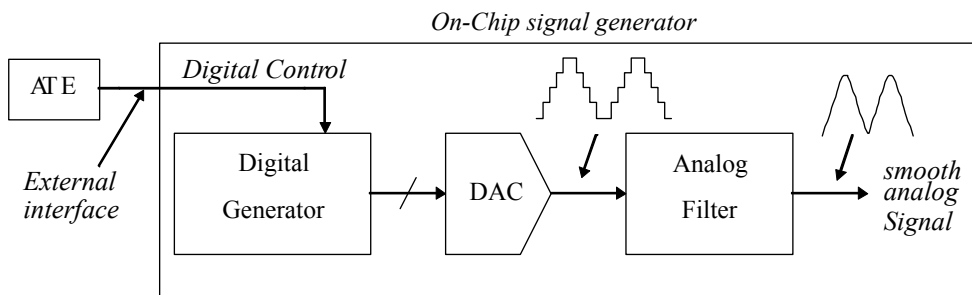 On-Chip signal generator
ATE
Digital Control
External
interface
Digital
Generator
DAC
Analog
Filter
smooth
analog
Signal